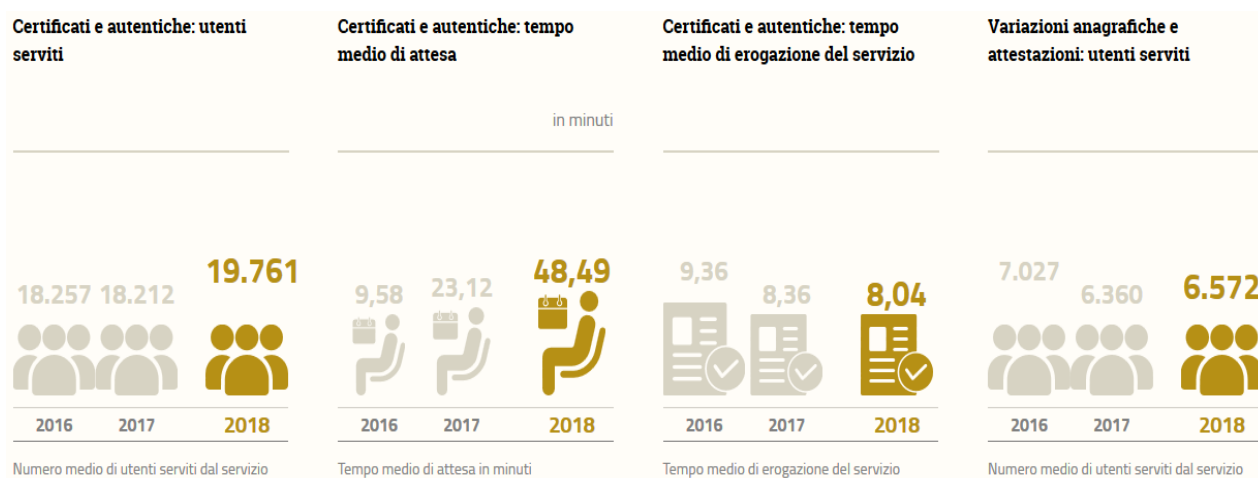 Certificati e autentiche: utenti
serviti
18.257 18.212 19.761
2016 2017 2018
Numero medio di utenti serviti dal servizio
Certificati e autentiche: tempo
medio di attesa
in minuti
9,58 23,12 48,49
2016 2017 2018
Tempo medio di attesa in minuti
Certificati e autentiche: tempo
medio di erogazione del servizio
9,36 8,36 8,04
2016 2017 2018
Tempo medio di erogazione del servizio
Variazioni anagrafiche e
attestazioni: utenti serviti
7.027 6.360 6.572
2016 2017 2018
Numero medio di utenti serviti dal servizio